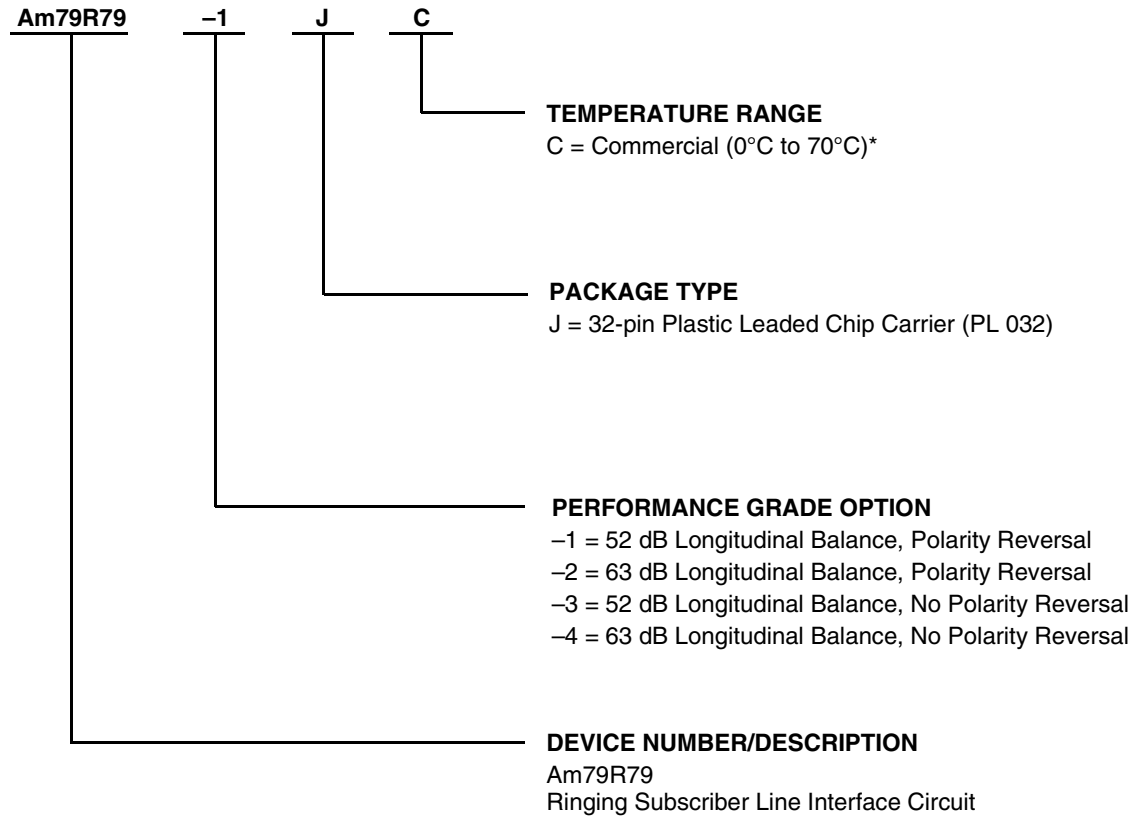 Am79R79 –1 J C
TEMPERATURE RANGE
C = Commercial (0°C to 70°C)*
PACKAGE TYPE
J = 32-pin Plastic Leaded Chip Carrier (PL 032)
PERFORMANCE GRADE OPTION
–1 = 52 dB Longitudinal Balance, Polarity Reversal
–2 = 63 dB Longitudinal Balance, Polarity Reversal
–3 = 52 dB Longitudinal Balance, No Polarity Reversal
–4 = 63 dB Longitudinal Balance, No Polarity Reversal
DEVICE NUMBER/DESCRIPTION
Am79R79
Ringing Subscriber Line Interface Circuit